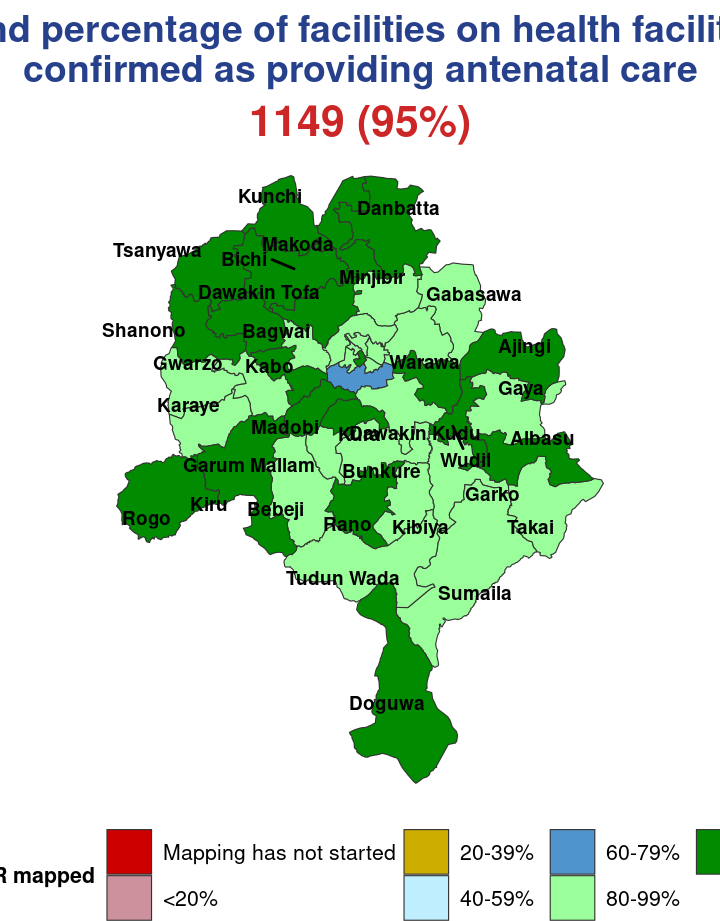 nd percentage of facilities on health facilit
confirmed as providing antenatal care
1149 (95%)
Kunchi
Danbatta
Makoda
Tsanyawa
Bichi
Minjibir
Dawakin Tofa
Gabasawa
Shanono
Bagwai
Ajingi
Gwarzo
Kabo
Warawa
Gaya
Karaye
Madobi
Kura
Dawakin Kudu
Albasu
Wudil
Garum Mallam
Bunkure
Garko
Kiru
Bebeji
Rogo
Rano
Kibiya
Takai
Tudun Wada
Sumaila
Doguwa
R mapped
Mapping has not started
20-39%
60-79%
<20%
40-59%
80-99%